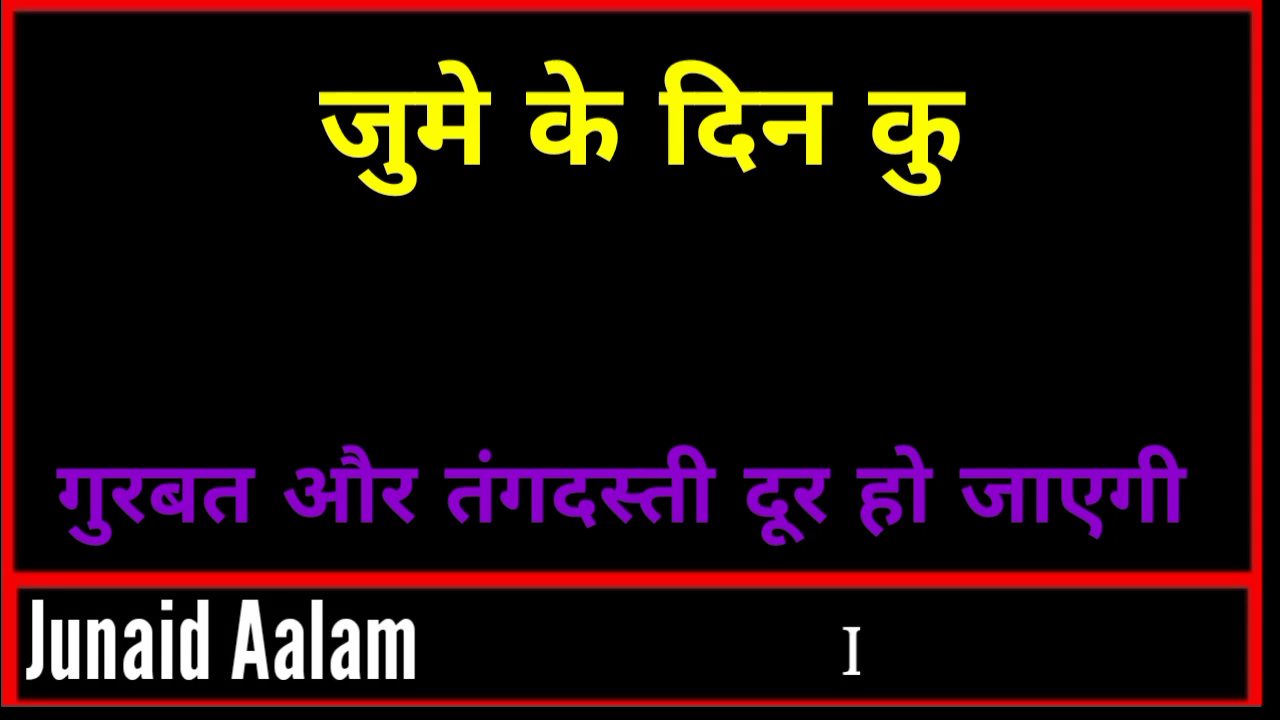 जुमे के दिन कु
गुरबत और तंगदस्ती दूर हो जाएगी
Junaid Aalam I